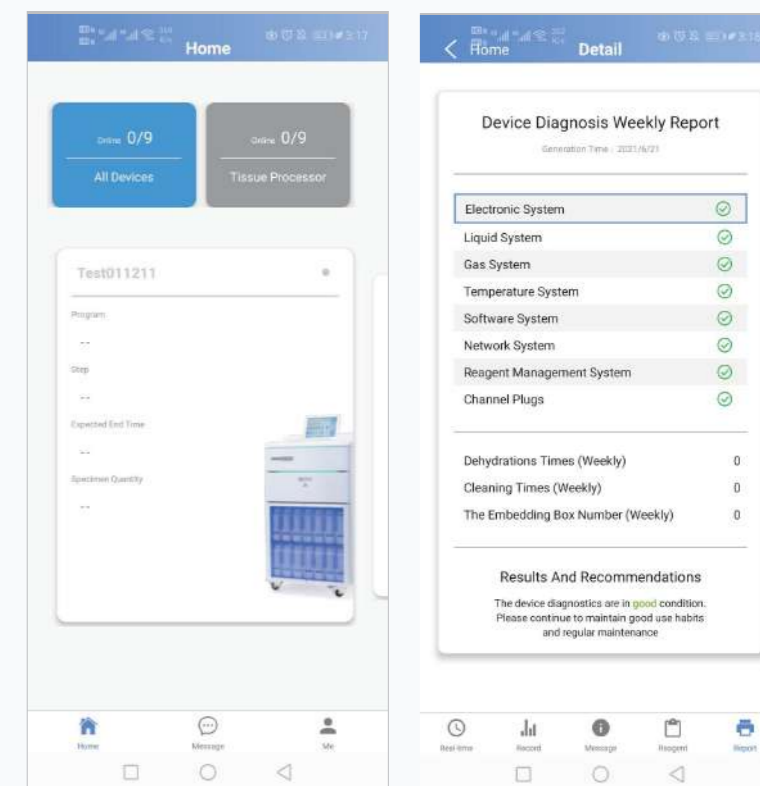 Home
Online 0/9
All Devices
Online 0/9
Tissue Processor
Test011211
Program
--
Step
--
Expected End Time
--
Specimen Quantity
--
Home
Message
Me
Home
Detail
Device Diagnosis Weekly Report
Generation Time : 2021/6/21
Electronic System
Liquid System
Gas System
Temperature System
Software System
Network System
Reagent Management System
Channel Plugs
Dehydrations Times (Weekly) 0
Cleaning Times (Weekly) 0
The Embedding Box Number (Weekly) 0
Results And Recommendations
The device diagnostics are in good condition.
Please continue to maintain good use habits
and regular maintenance
Real-time
Record
Message
Reagent
Report